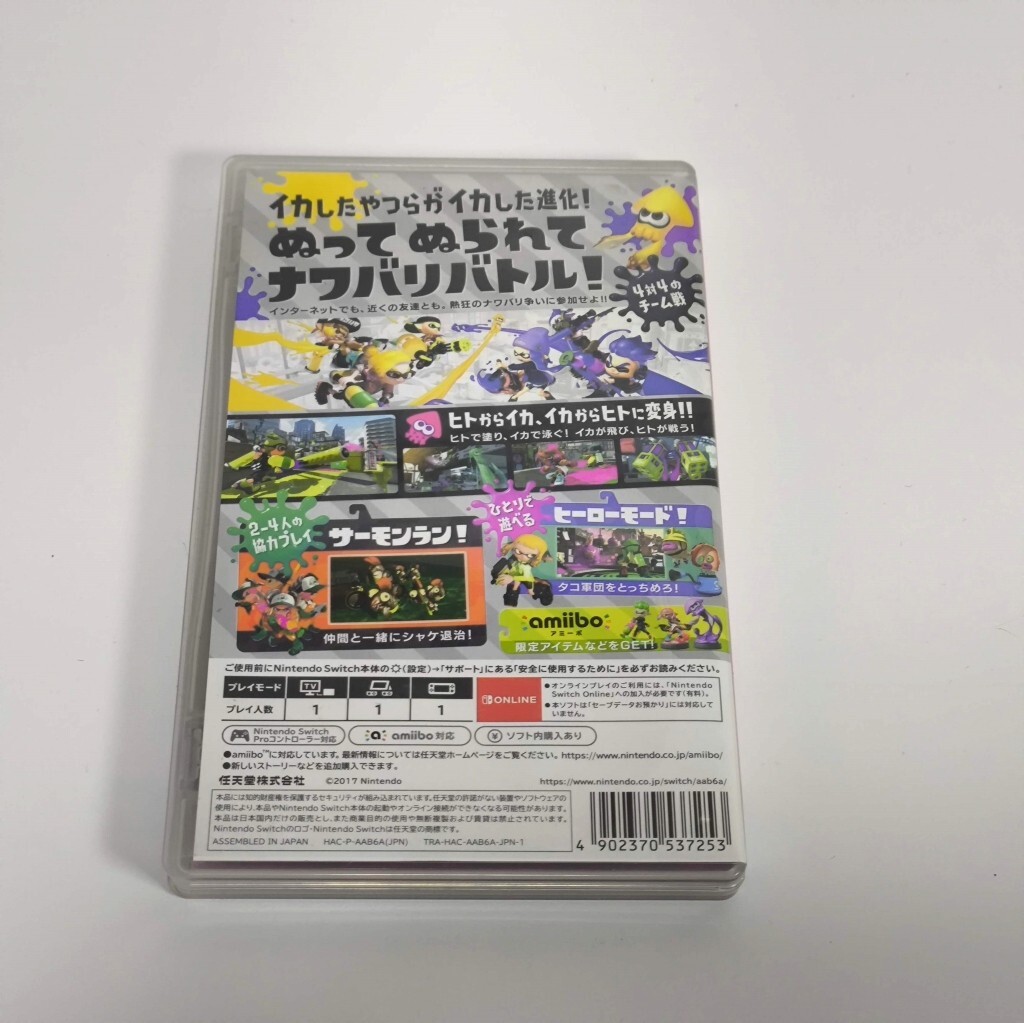 イカしたやつらがイカした進化!
ぬって ぬられて
ナワバリバトル!
インターネットでも、近くの友達とも。熱狂のナワバリ争いに参加せよ!!
4対4の
チーム戦
ヒトからイカ、イカからヒトに変身!!
ヒトで塗り、イカで泳ぐ! イカが飛び、ヒトが戦う!
2-4人の
協力プレイ
サーモンラン!
仲間と一緒にシャケ退治!
ひとりで
遊べる
ヒーローモード!
タコ軍団をとっちめろ!
amiibo
アミーボ
限定アイテムなどをGET!
ご使用前にNintendo Switch本体の(設定)→「サポート」にある「安全に使用するために」を必ずお読みください。
プレイモード TV
プレイ人数 1 1 1
ONLINE
●オンラインプレイのご利用には、「Nintendo
Switch Online」への加入が必要です(有料)。
●本ソフトは「セーブデータお預かり」には対応して
いません。
Nintendo Switch
Proコントローラー対応
amiibo 対応
¥ ソフト内購入あり
●amiibo™に対応しています。最新情報については任天堂ホームページをご覧ください。https://www.nintendo.co.jp/amiibo/
●新しいストーリーなどを追加購入できます。
任天堂株式会社 ©2017 Nintendo https://www.nintendo.co.jp/switch/aab6a/
本品には知的財産権を保護するセキュリティが組み込まれています。任天堂の許諾がない装置やソフトウェアの
使用により、本品やNintendo Switch本体の起動やオンライン接続ができなくなる可能性があります。
本品は日本国内だけの販売とし、また商業目的の使用や無断複製および賃貸は禁止されています。
Nintendo Switchのロゴ・Nintendo Switchは任天堂の商標です。
ASSEMBLED IN JAPAN HAC-P-AAB6A(JPN) TRA-HAC-AAB6A-JPN-1
4 902370 537253